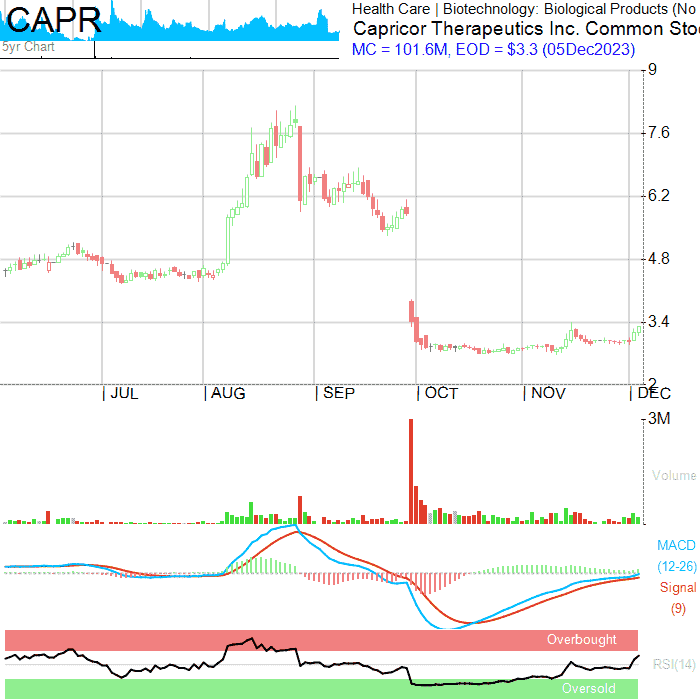 CAPR
5yr Chart
Health Care | Biotechnology: Biological Products (No
Capricor Therapeutics Inc. Common Sto
MC = 101.6M, EOD = $3.3 (05Dec2023)
9
7.6
6.2
4.8
3.4
2
| JUL | AUG | SEP | OCT | NOV | DEC
3M
Volume
MACD
(12-26)
Signal
(9)
Overbought
RSI(14)
Oversold